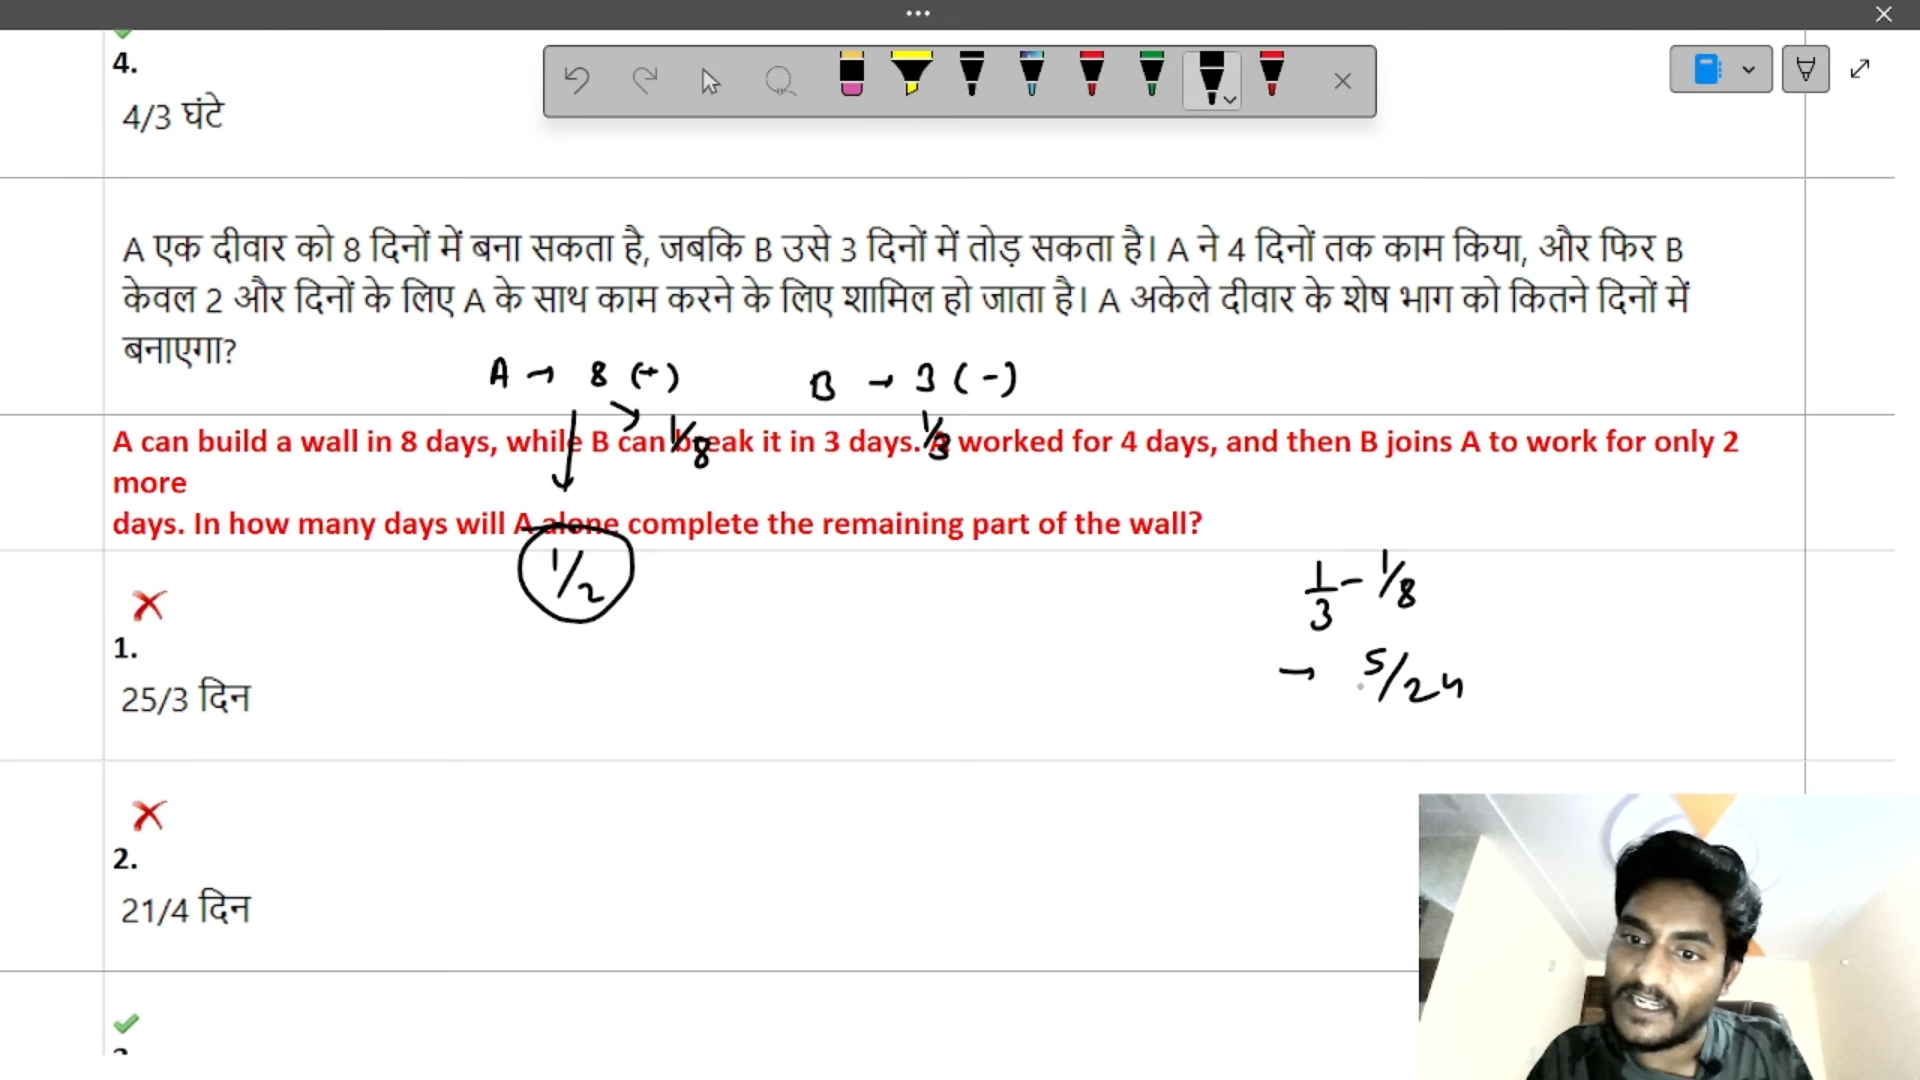 4.
4/3 घंटे
A एक दीवार को 8 दिनों में बना सकता है, जबकि B उसे 3 दिनों में तोड़ सकता है। A ने 4 दिनों तक काम किया, और फिर B
केवल 2 और दिनों के लिए A के साथ काम करने के लिए शामिल हो जाता है। A अकेले दीवार के शेष भाग को कितने दिनों में
बनाएगा?
A → 8 (+)
B → 3 (-)
1/8
1/3
A can build a wall in 8 days, while B can break it in 3 days. A worked for 4 days, and then B joins A to work for only 2
more
days. In how many days will A alone complete the remaining part of the wall?
1/2
1/3 - 1/8
→ 5/24
1.
25/3 दिन
2.
21/4 दिन